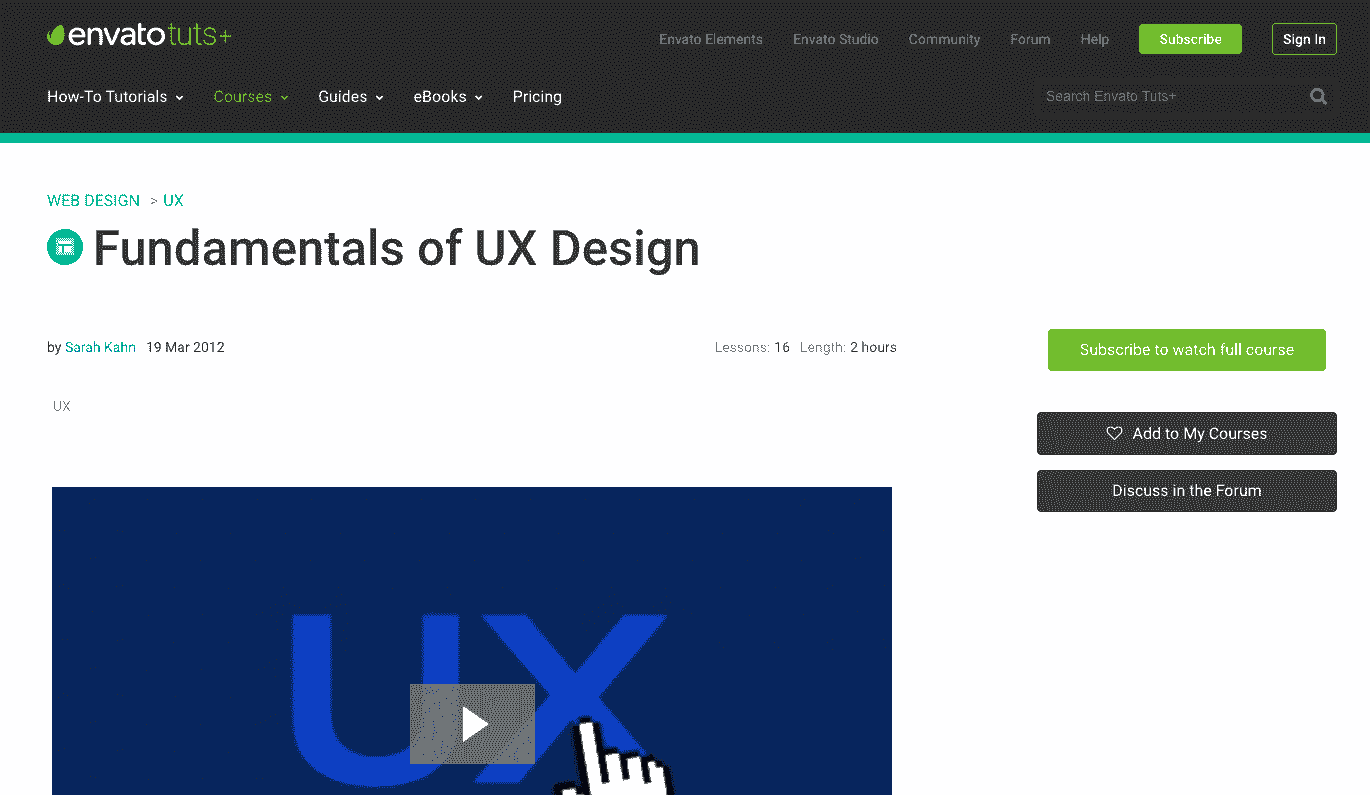 envatotuts+
Envato Elements Envato Studio Community Forum Help Subscribe Sign In
How-To Tutorials Courses Guides eBooks Pricing Search Envato Tuts+
WEB DESIGN > UX
Fundamentals of UX Design
by Sarah Kahn 19 Mar 2012 Lessons: 16 Length: 2 hours
Subscribe to watch full course
UX
Add to My Courses
Discuss in the Forum
UX